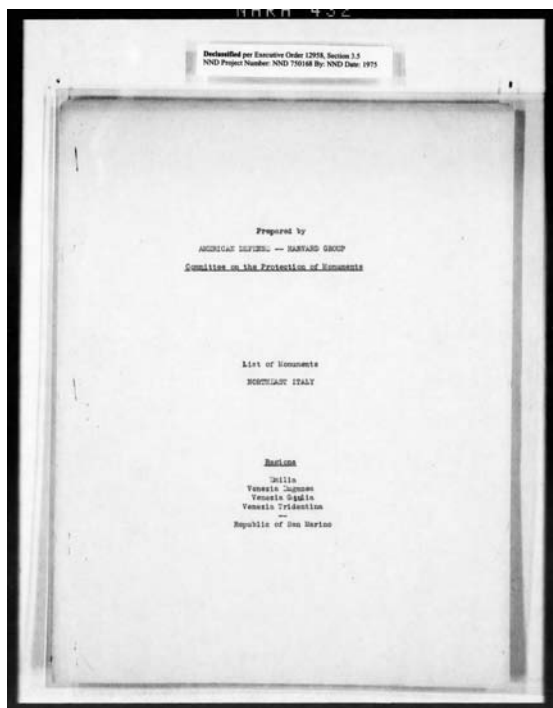 Declassified per Executive Order 12958, Section 3.5
NND Project Number: NND 750168 By: NND Date: 1975
Prepared by
AMERICAN DEFENSE -- HARVARD GROUP
Committee on the Protection of Monuments
List of Monuments
NORTHEAST ITALY
Regions
Emilia
Venezia Euganea
Venezia Giulia
Venezia Tridentina
--
Republic of San Marino